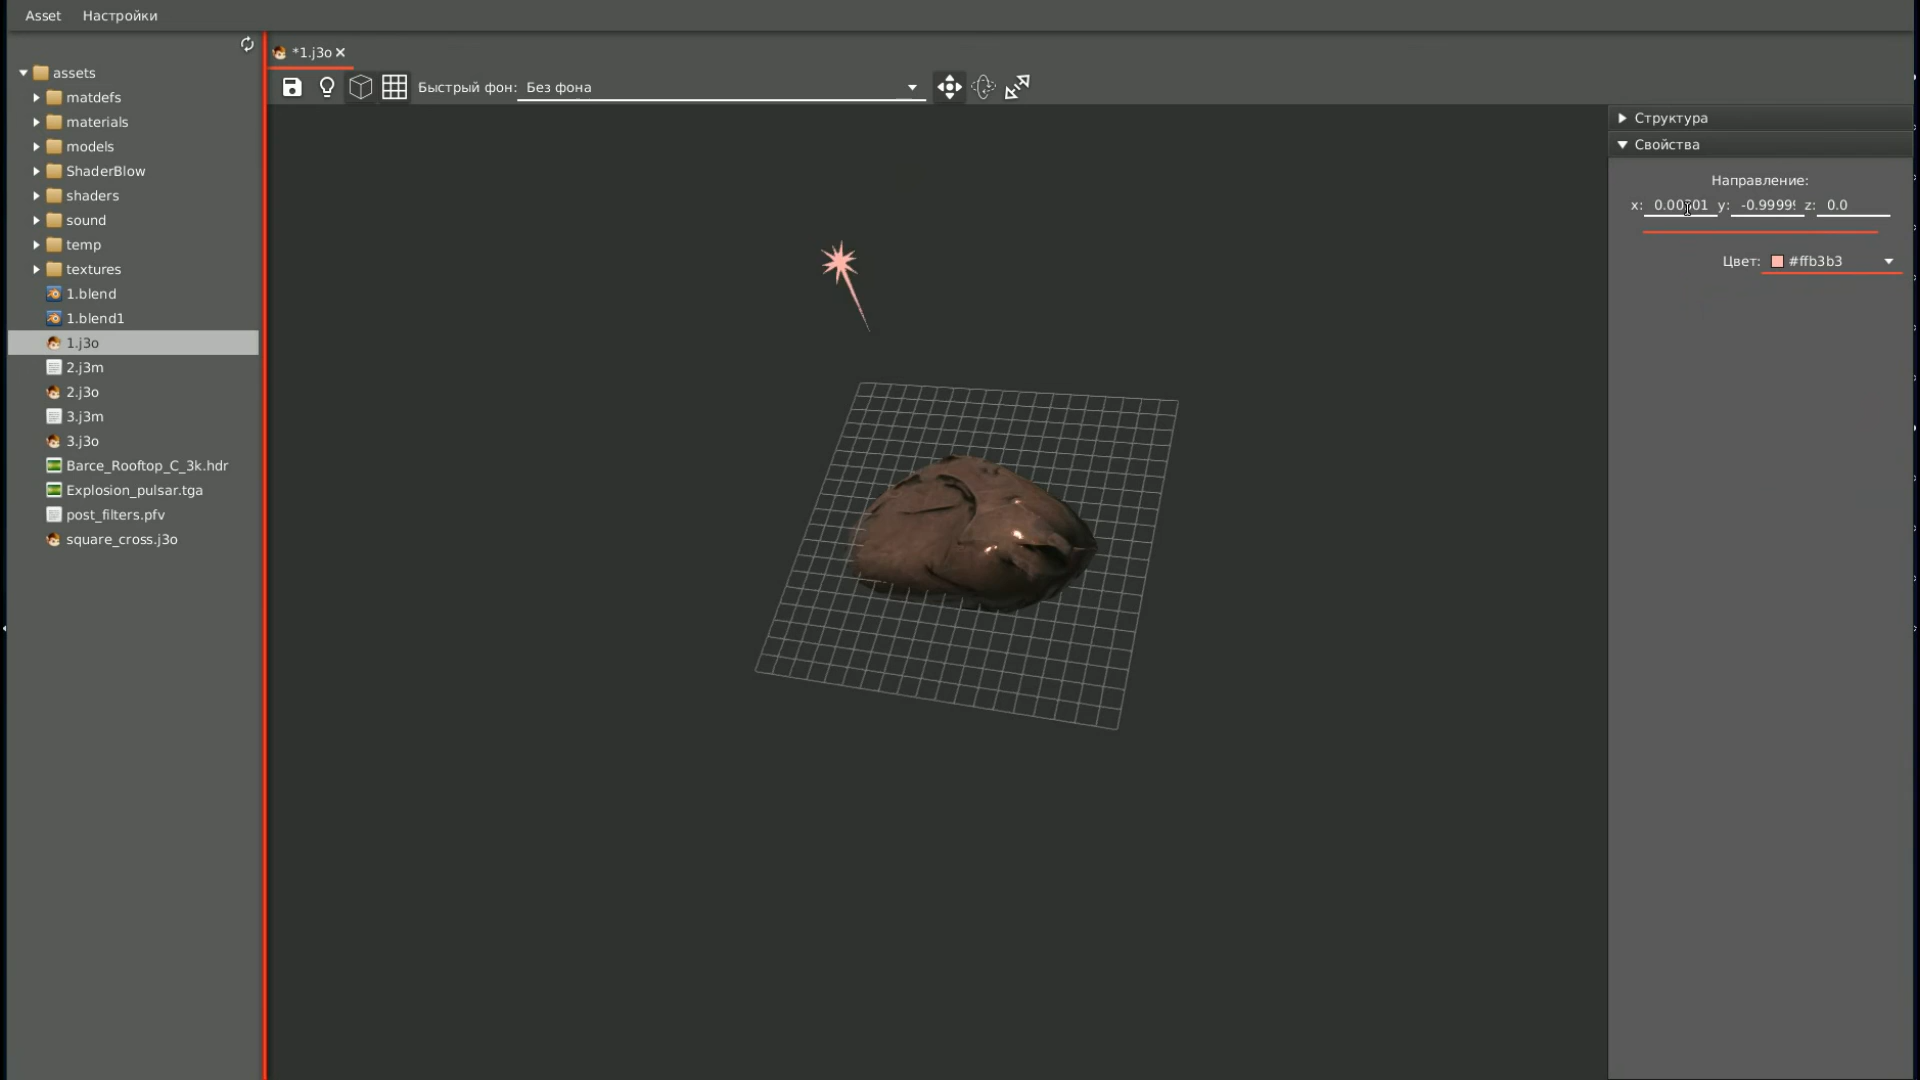 Asset Настройки
*1.j3o
Быстрый фон: Без фона
assets
matdefs
materials
models
ShaderBlow
shaders
sound
temp
textures
1.blend
1.blend1
1.j3o
2.j3m
2.j3o
3.j3m
3.j3o
Barce_Rooftop_C_3k.hdr
Explosion_pulsar.tga
post_filters.pfv
square_cross.j3o
Структура
Свойства
Направление:
x: y: -0.9999 z: 0.0
Цвет: #ffb3b3